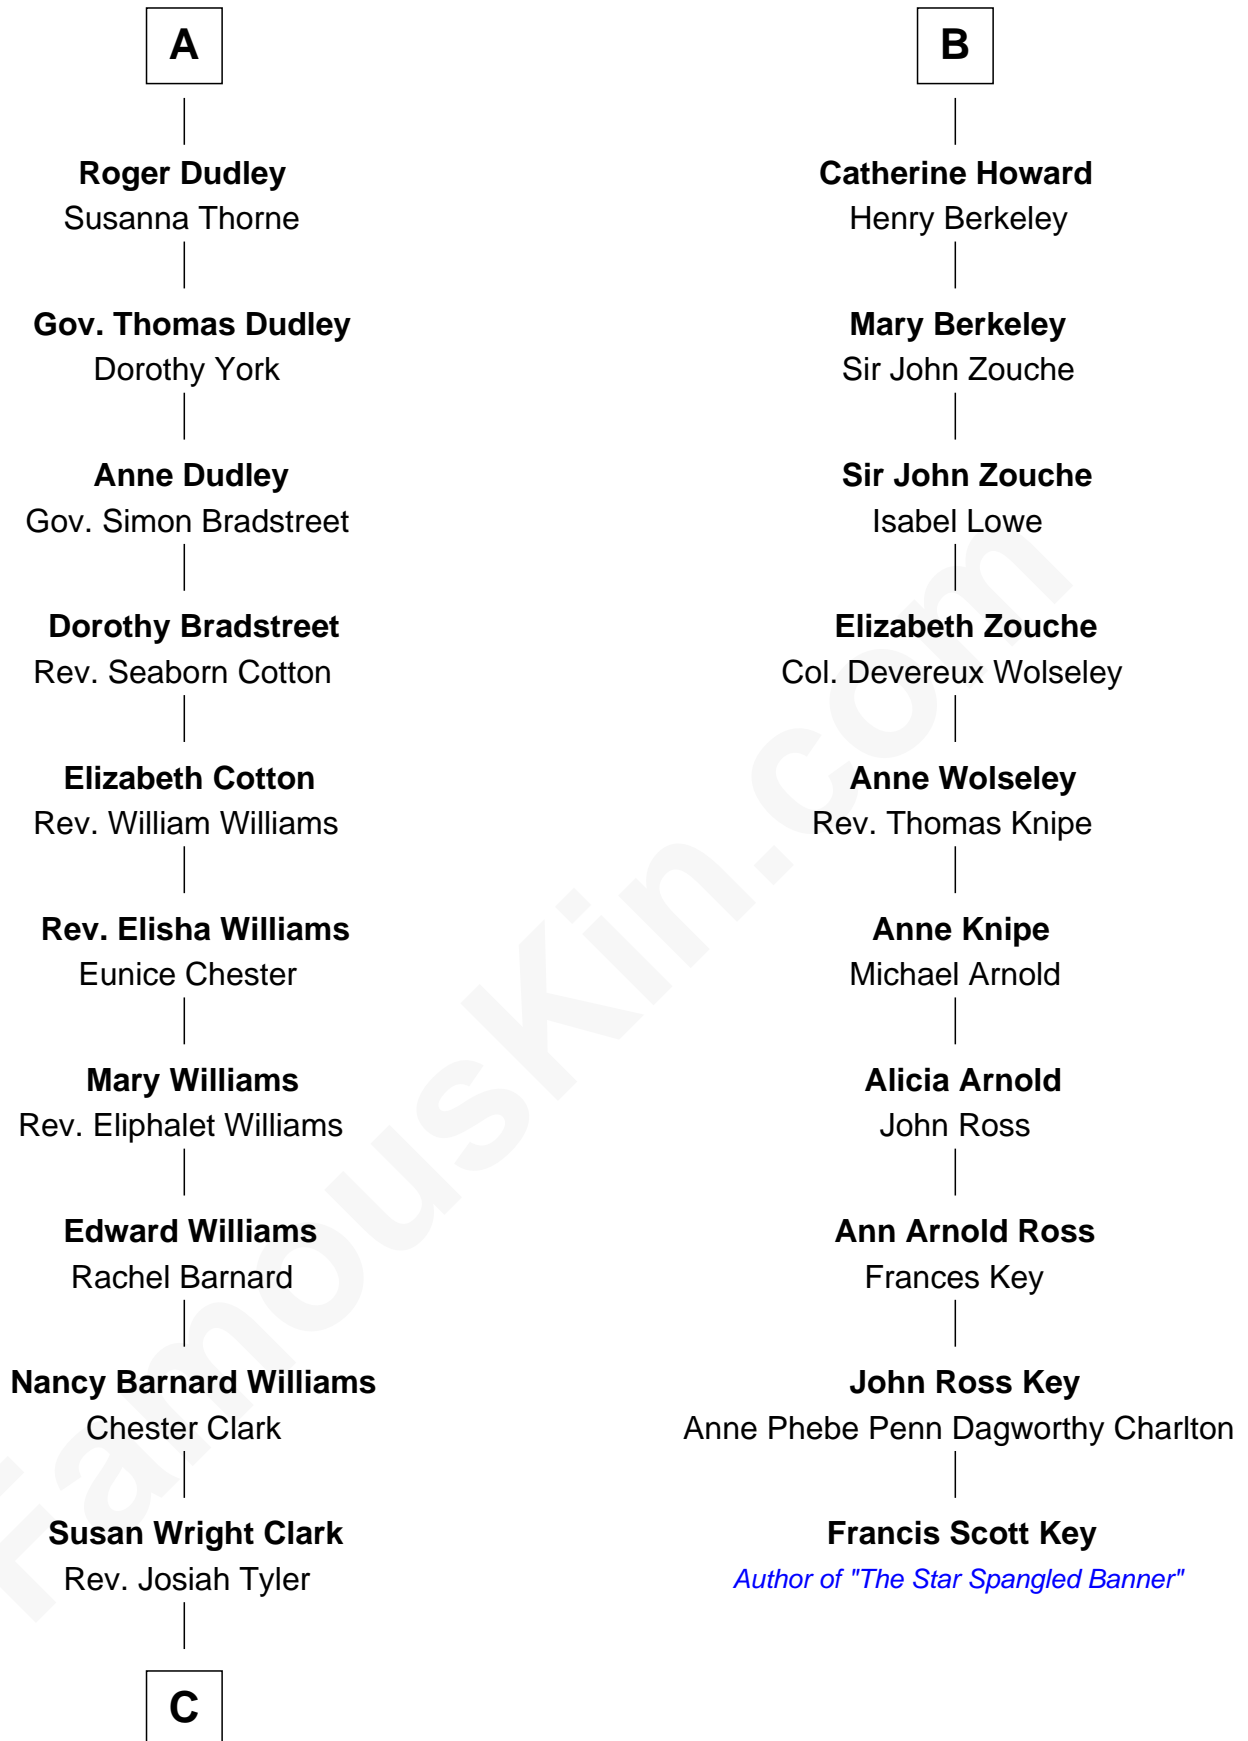 A
Roger Dudley
Susanna Thorne
Gov. Thomas Dudley
Dorothy York
Anne Dudley
Gov. Simon Bradstreet
Dorothy Bradstreet
Rev. Seaborn Cotton
Elizabeth Cotton
Rev. William Williams
Rev. Elisha Williams
Eunice Chester
Mary Williams
Rev. Eliphalet Williams
Edward Williams
Rachel Barnard
Nancy Barnard Williams
Chester Clark
Susan Wright Clark
Rev. Josiah Tyler
C
B
Catherine Howard
Henry Berkeley
Mary Berkeley
Sir John Zouche
Sir John Zouche
Isabel Lowe
Elizabeth Zouche
Col. Devereux Wolseley
Anne Wolseley
Rev. Thomas Knipe
Anne Knipe
Michael Arnold
Alicia Arnold
John Ross
Ann Arnold Ross
Frances Key
John Ross Key
Anne Phebe Penn Dagworthy Charlton
Francis Scott Key
Author of "The Star Spangled Banner"
FamousKin.com